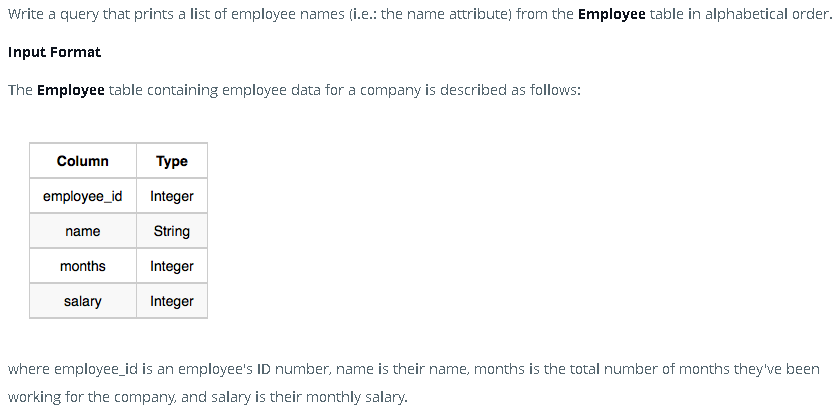 Write a query that prints a list of employee names (i.e.: the name attribute) from the Employee table in alphabetical order.
Input Format
The Employee table containing employee data for a company is described as follows:
Column Type
employee_id Integer
name String
months Integer
salary Integer
where employee_id is an employee's ID number, name is their name, months is the total number of months they've been
working for the company, and salary is their monthly salary.